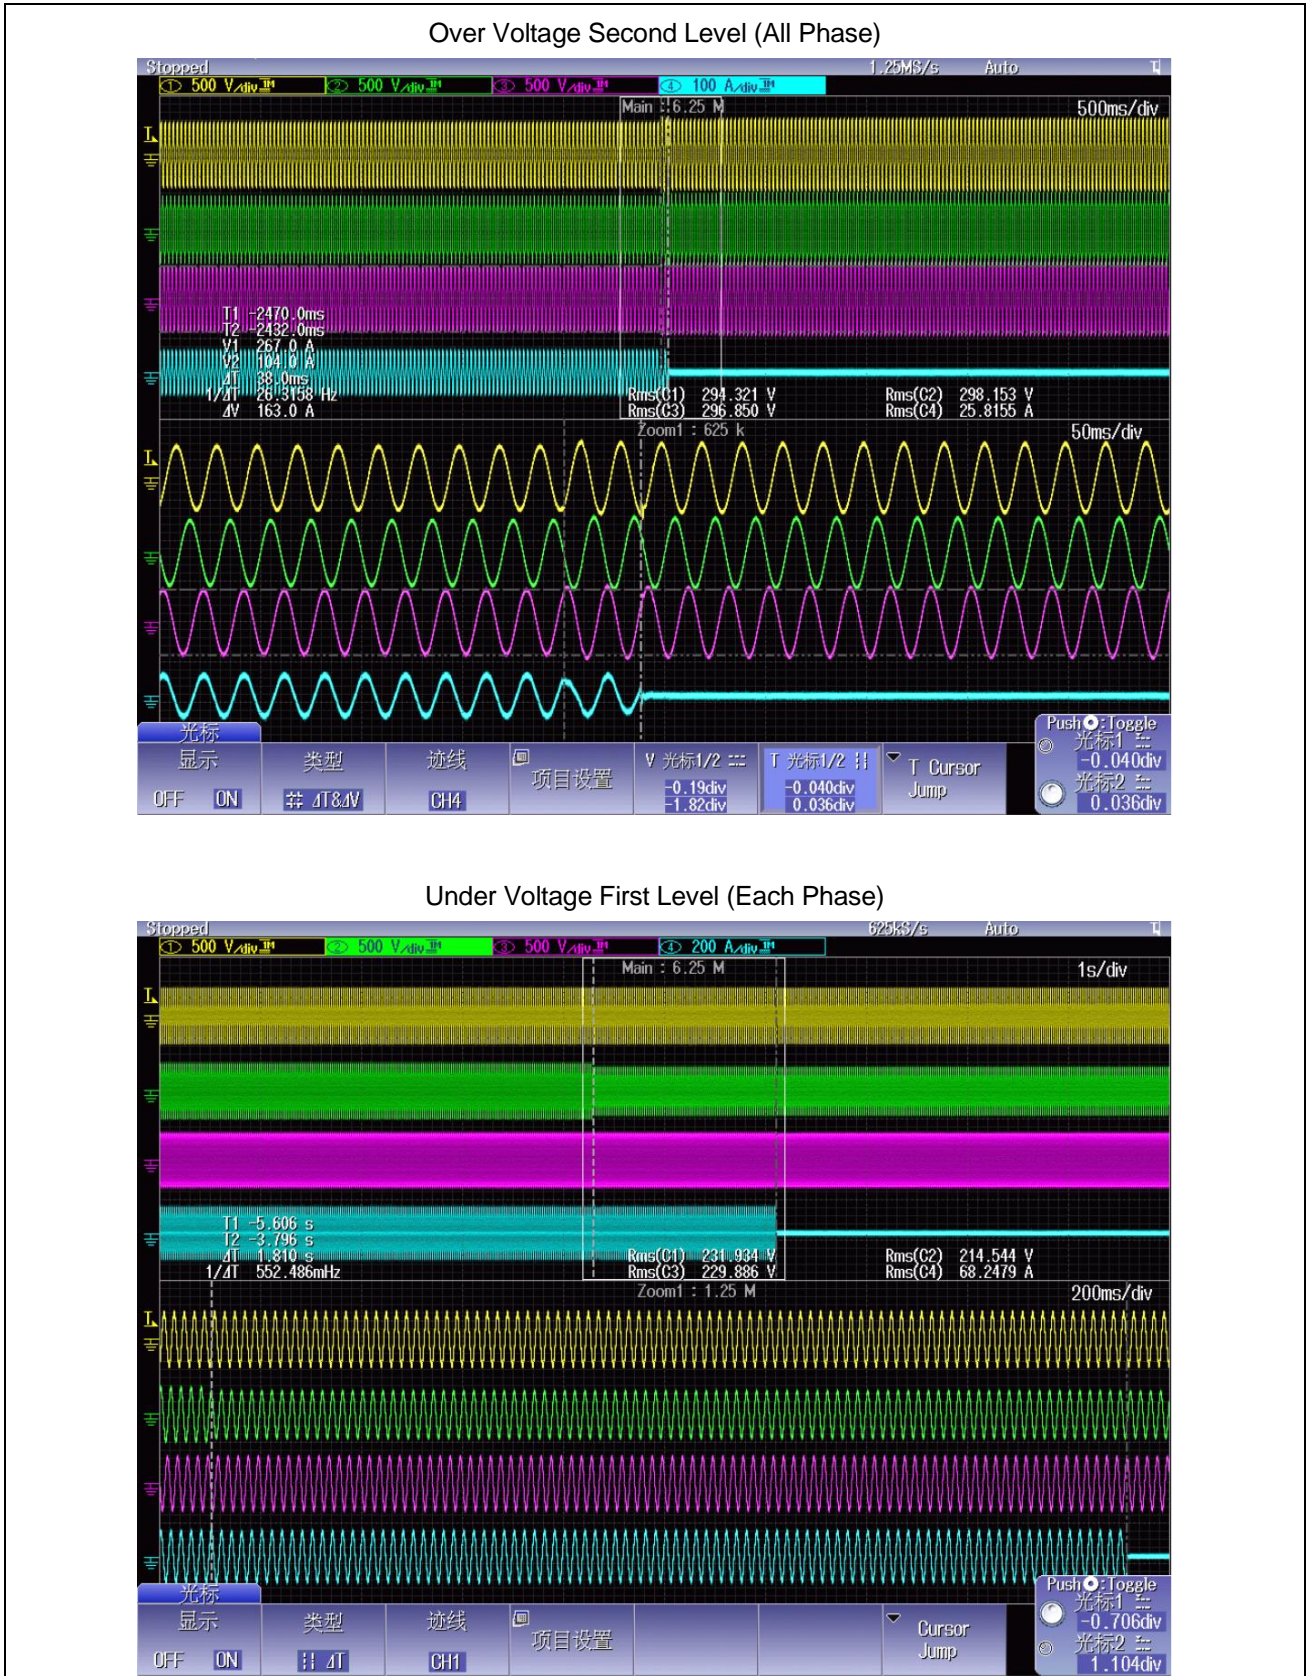 Over Voltage Second Level (All Phase)
Stopped 1.25MS/s Auto
① 500 V/div ② 500 V/div ③ 500 V/div ④ 100 A/div
Main : 6.25 M 500ms/div
T1 -2470.0ms
T2 -2432.0ms
V1 267.0 A
V2 104.0 A
ΔT 38.0ms
1/ΔT 26.3158 Hz Rms(C1) 294.321 V Rms(C2) 298.153 V
ΔV 163.0 A Rms(C3) 296.850 V Rms(C4) 25.8155 A
Zoom1 : 625 k 50ms/div
光标 Push :Toggle
显示 类型 迹线 项目设置 V 光标1/2 T 光标1/2 T Cursor Jump 光标1
-0.040div
OFF ON ΔT&ΔV CH4 -0.19div -0.040div 光标2
-1.82div 0.036div 0.036div
Under Voltage First Level (Each Phase)
Stopped 625kS/s Auto
① 500 V/div ② 500 V/div ③ 500 V/div ④ 200 A/div
Main : 6.25 M 1s/div
T1 -5.606 s
T2 -3.796 s
ΔT 1.810 s Rms(C1) 231.934 V Rms(C2) 214.544 V
1/ΔT 552.486mHz Rms(C3) 229.886 V Rms(C4) 68.2479 A
Zoom1 : 1.25 M 200ms/div
光标 Push :Toggle
显示 类型 迹线 项目设置 Cursor Jump 光标1
-0.706div
OFF ON ΔT CH1 光标2
1.104div